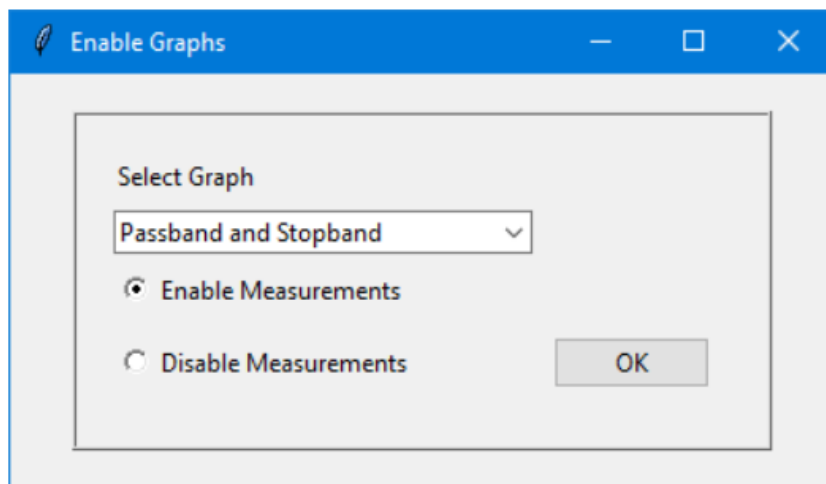 Enable Graphs
Select Graph
Passband and Stopband
Enable Measurements
Disable Measurements
OK